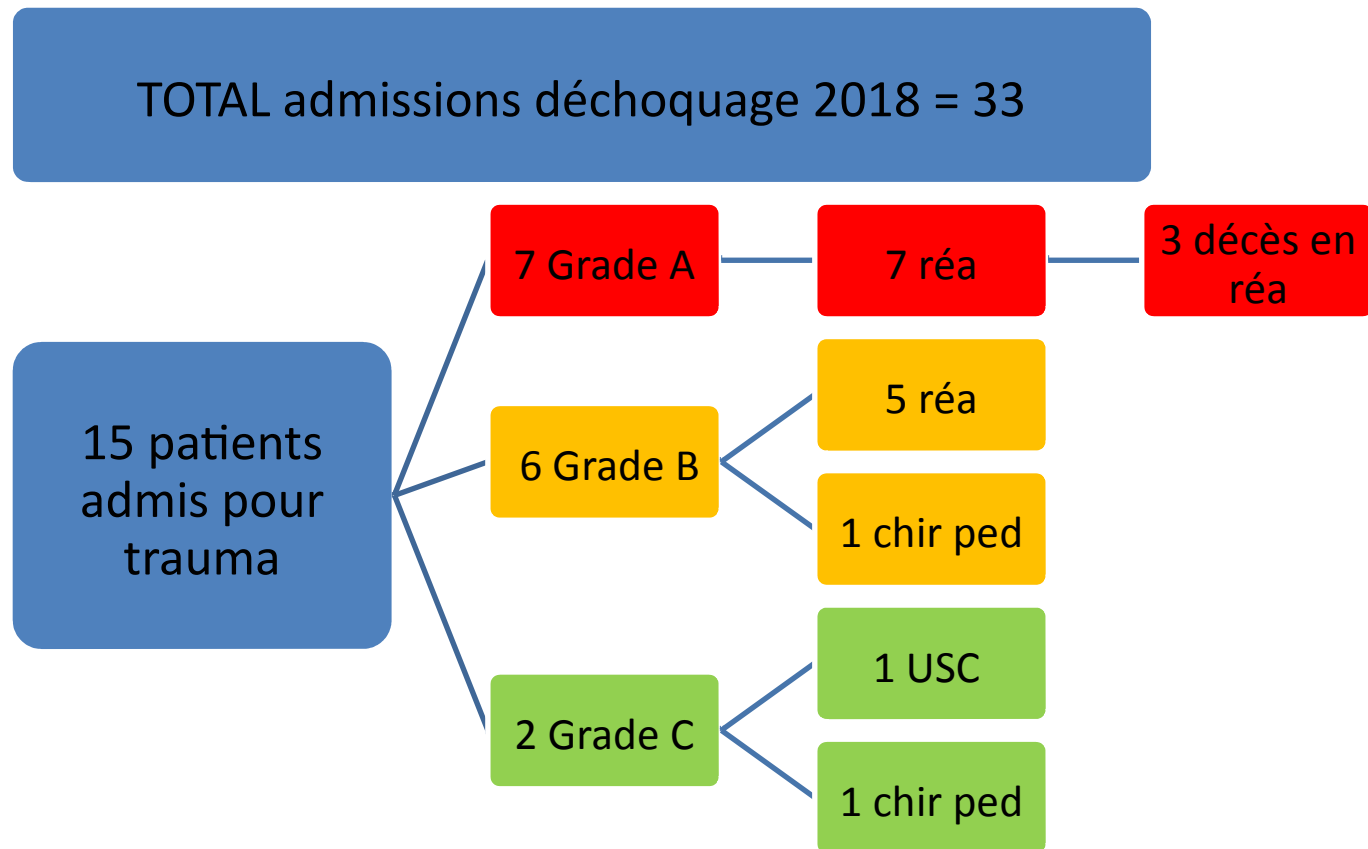 TOTAL admissions déchoquage 2018 = 33
7 Grade A
7 réa
3 décès en
réa
15 patients
admis pour
trauma
6 Grade B
5 réa
1 chir ped
2 Grade C
1 USC
1 chir ped